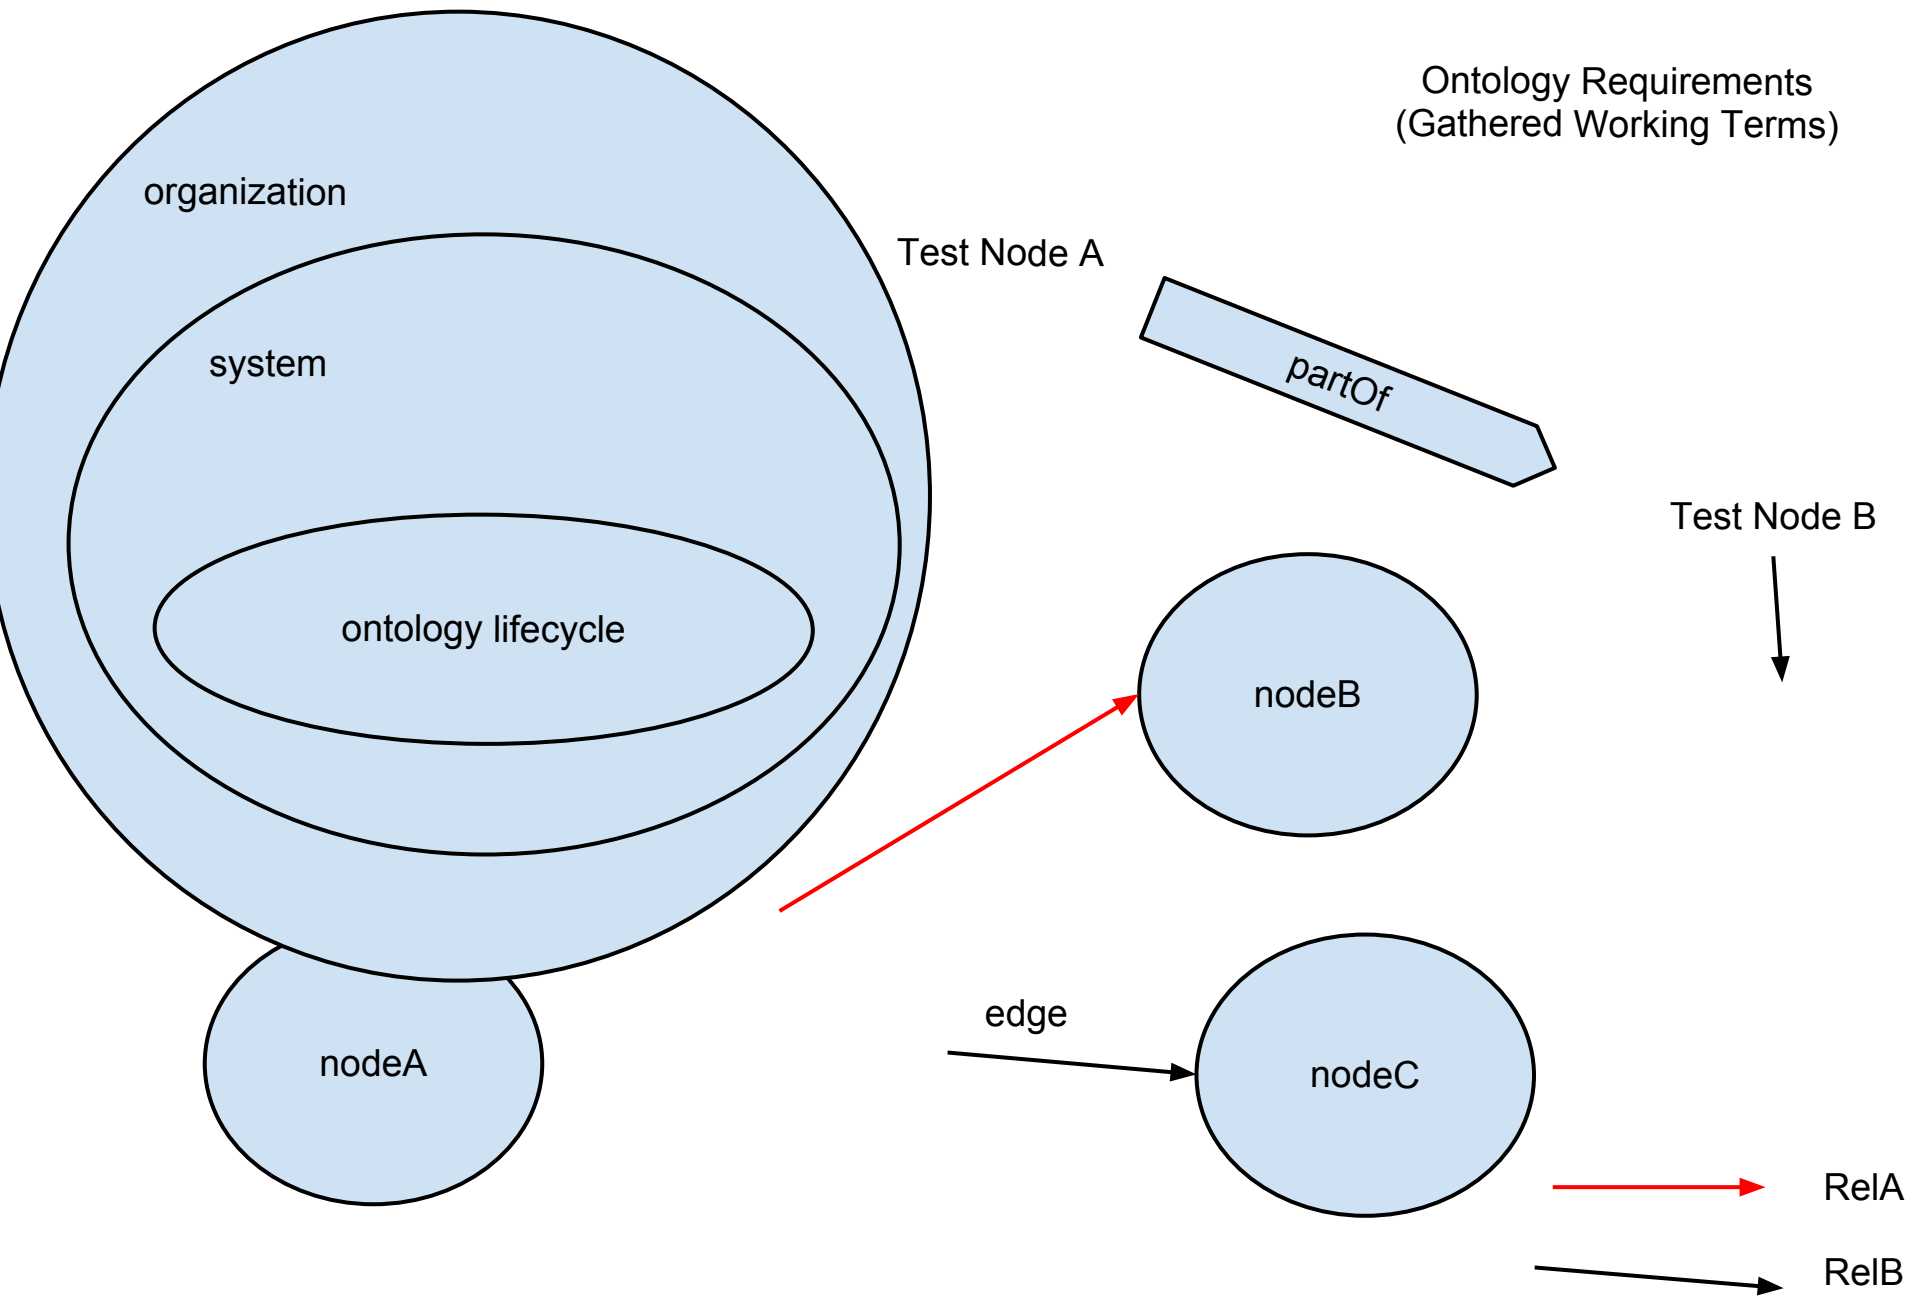 Ontology Requirements
(Gathered Working Terms)
organization
Test Node A
system
partOf
Test Node B
ontology lifecycle
nodeB
edge
nodeA
nodeC
RelA
RelB